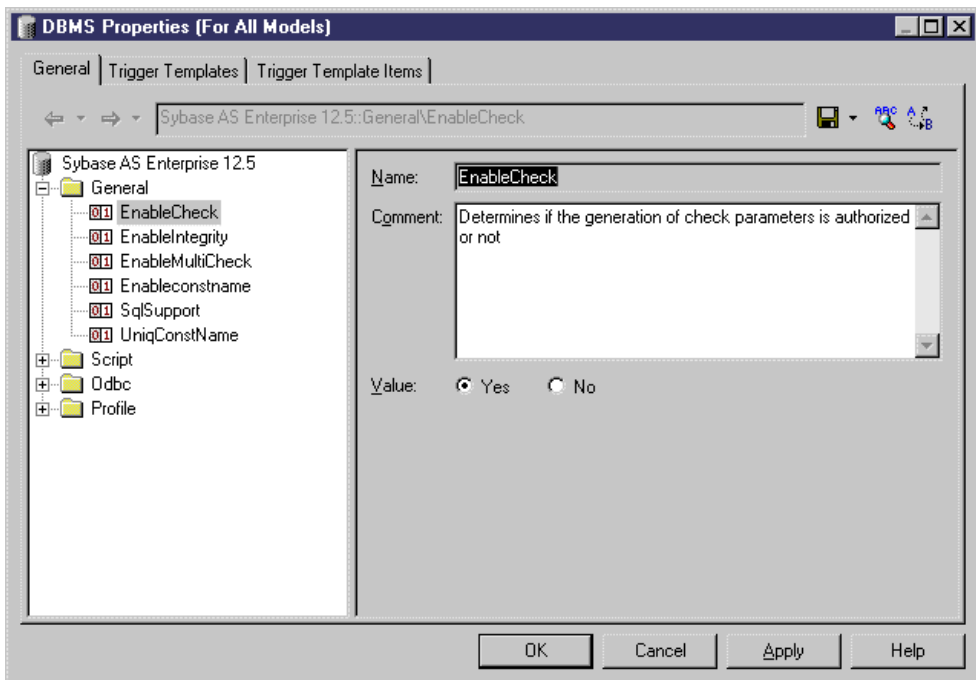 DBMS Properties (For All Models)
General
Trigger Templates
Trigger Template Items
Sybase AS Enterprise 12.5::General\EnableCheck
ABC
A
B
Sybase AS Enterprise 12.5
General
EnableCheck
EnableIntegrity
EnableMultiCheck
Enableconstname
SqlSupport
UniqConstName
Script
Odbc
Profile
Name:
EnableCheck
Comment:
Determines if the generation of check parameters is authorized
or not
Value:
Yes
No
OK
Cancel
Apply
Help